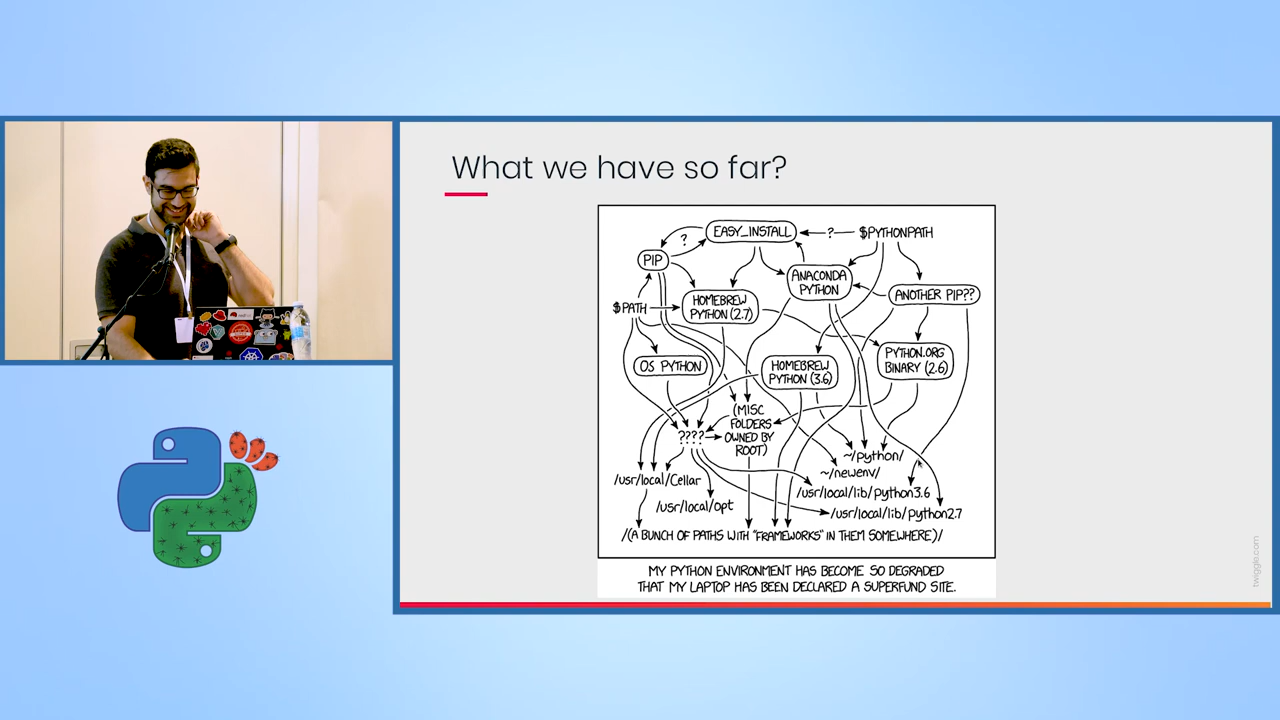 What we have so far?
EASY_INSTALL
?
?
$PYTHONPATH
PIP
ANACONDA
PYTHON
ANOTHER PIP??
HOMEBREW
PYTHON (2.7)
$PATH
OS PYTHON
HOMEBREW
PYTHON (3.6)
PYTHON.ORG
BINARY (2.6)
(MISC
FOLDERS
OWNED BY
ROOT)
????
~/python/
~/newenv/
/usr/local/Cellar
/usr/local/lib/python3.6
/usr/local/opt
/usr/local/lib/python2.7
/(A BUNCH OF PATHS WITH "FRAMEWORKS" IN THEM SOMEWHERE)/
MY PYTHON ENVIRONMENT HAS BECOME SO DEGRADED
THAT MY LAPTOP HAS BEEN DECLARED A SUPERFUND SITE.
twiggle.com